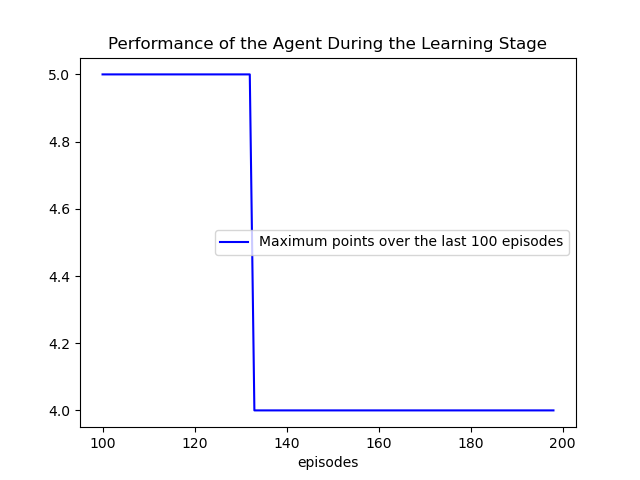 Performance of the Agent During the Learning Stage
5.0
4.8
4.6
Maximum points over the last 100 episodes
4.4
4.2
4.0
100 120 140 160 180 200
episodes